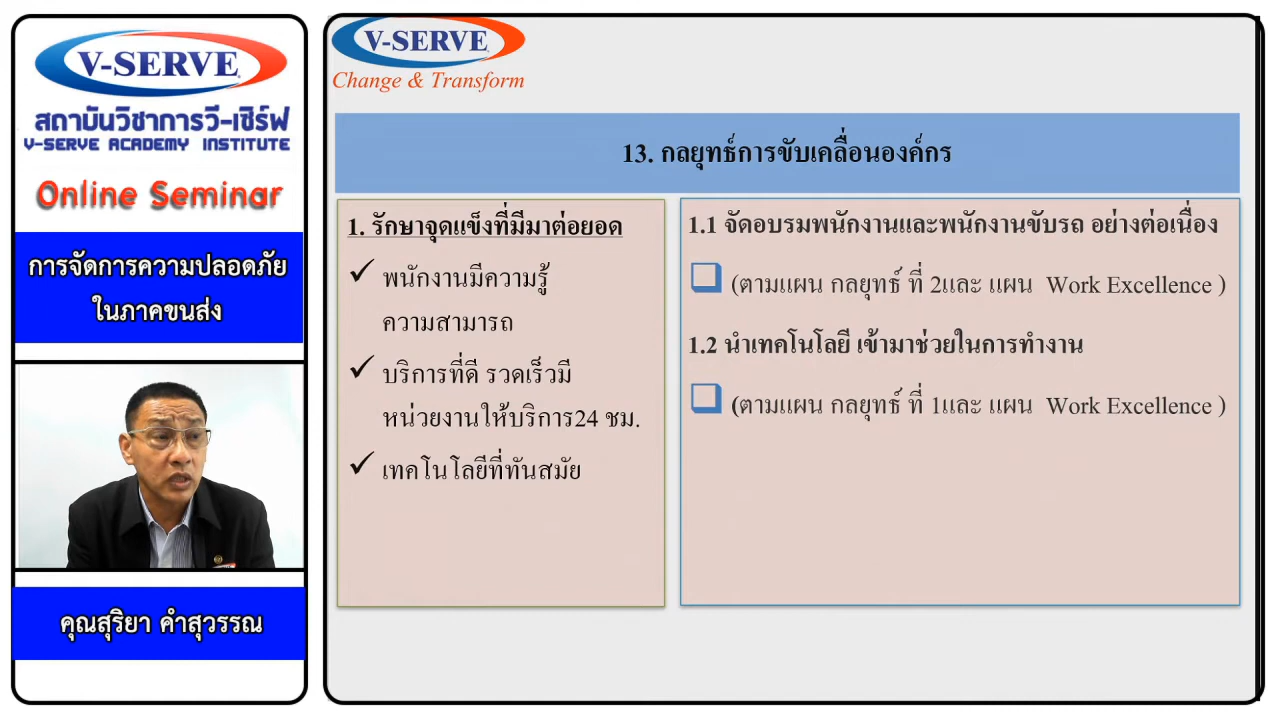 V-SERVE
สถาบันวิชาการวี-เซิร์ฟ
V-SERVE ACADEMY INSTITUTE
Online Seminar
การจัดการความปลอดภัย
ในภาคขนส่ง
คุณสุริยา คำสุวรรณ
V-SERVE
Change & Transform
13. กลยุทธ์การขับเคลื่อนองค์กร
1. รักษาจุดแข็งที่มีมาต่อยอด
✓ พนักงานมีความรู้
ความสามารถ
✓ บริการที่ดี รวดเร็วมี
หน่วยงานให้บริการ24 ชม.
✓ เทคโนโลยีที่ทันสมัย
1.1 จัดอบรมพนักงานและพนักงานขับรถ อย่างต่อเนื่อง
❑ (ตามแผน กลยุทธ์ ที่ 2และ แผน Work Excellence )
1.2 นำเทคโนโลยี เข้ามาช่วยในการทำงาน
❑ (ตามแผน กลยุทธ์ ที่ 1และ แผน Work Excellence )